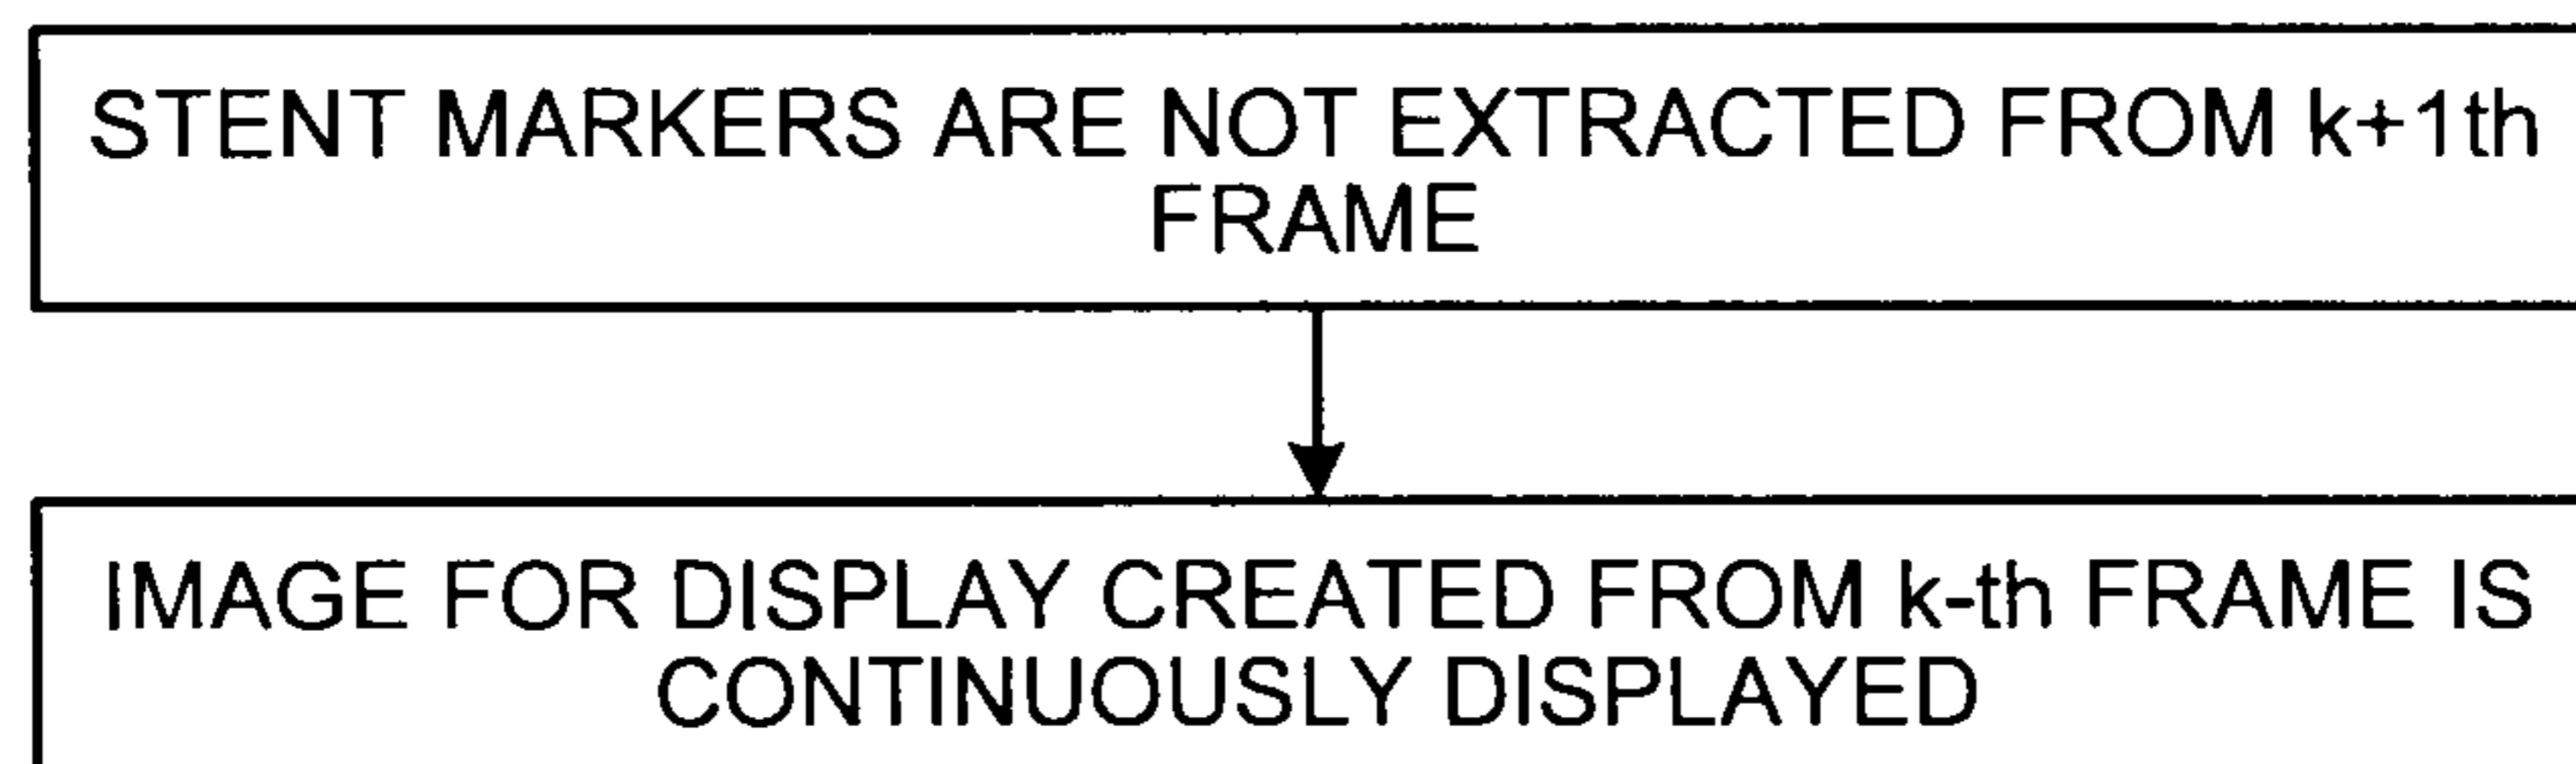 STENT MARKERS ARE NOT EXTRACTED FROM k+1th
FRAME
IMAGE FOR DISPLAY CREATED FROM k-th FRAME IS
CONTINUOUSLY DISPLAYED